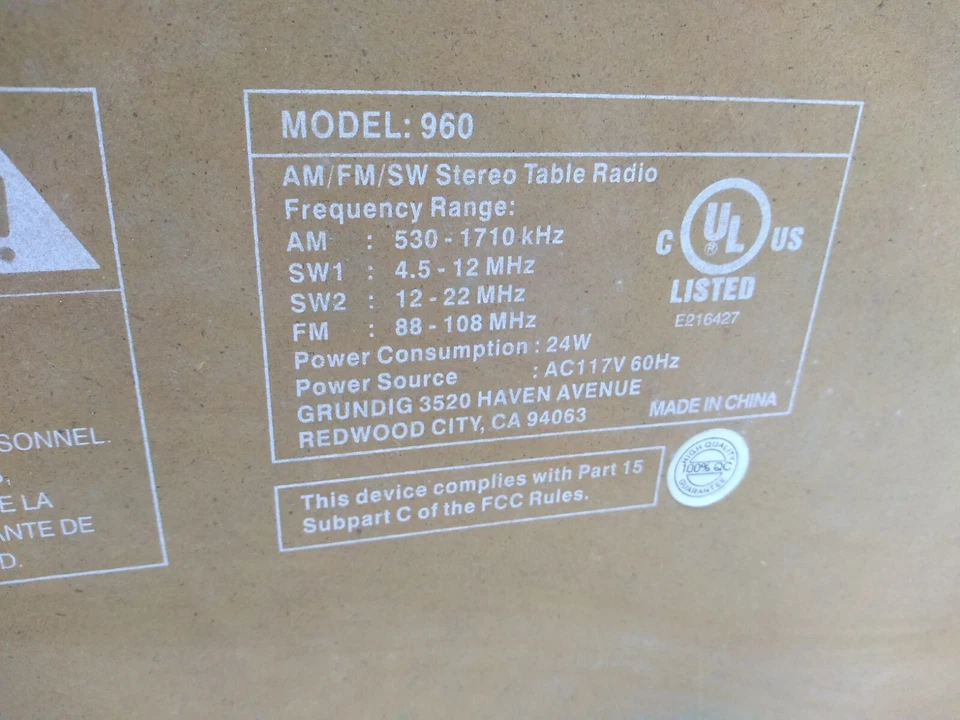 MODEL: 960
AM/FM/SW Stereo Table Radio
Frequency Range:
AM : 530 - 1710 kHz
SW1 : 4.5 - 12 MHz
SW2 : 12 - 22 MHz
FM : 88 - 108 MHz
Power Consumption : 24W
Power Source : AC117V 60Hz
GRUNDIG 3520 HAVEN AVENUE
REDWOOD CITY, CA 94063
C UL ® US
LISTED
E216427
MADE IN CHINA
This device complies with Part 15
Subpart C of the FCC Rules.
HIGH QUALITY
100% QC
GUARANTEE
!
SONNEL.
,
E LA
ANTE DE
D.